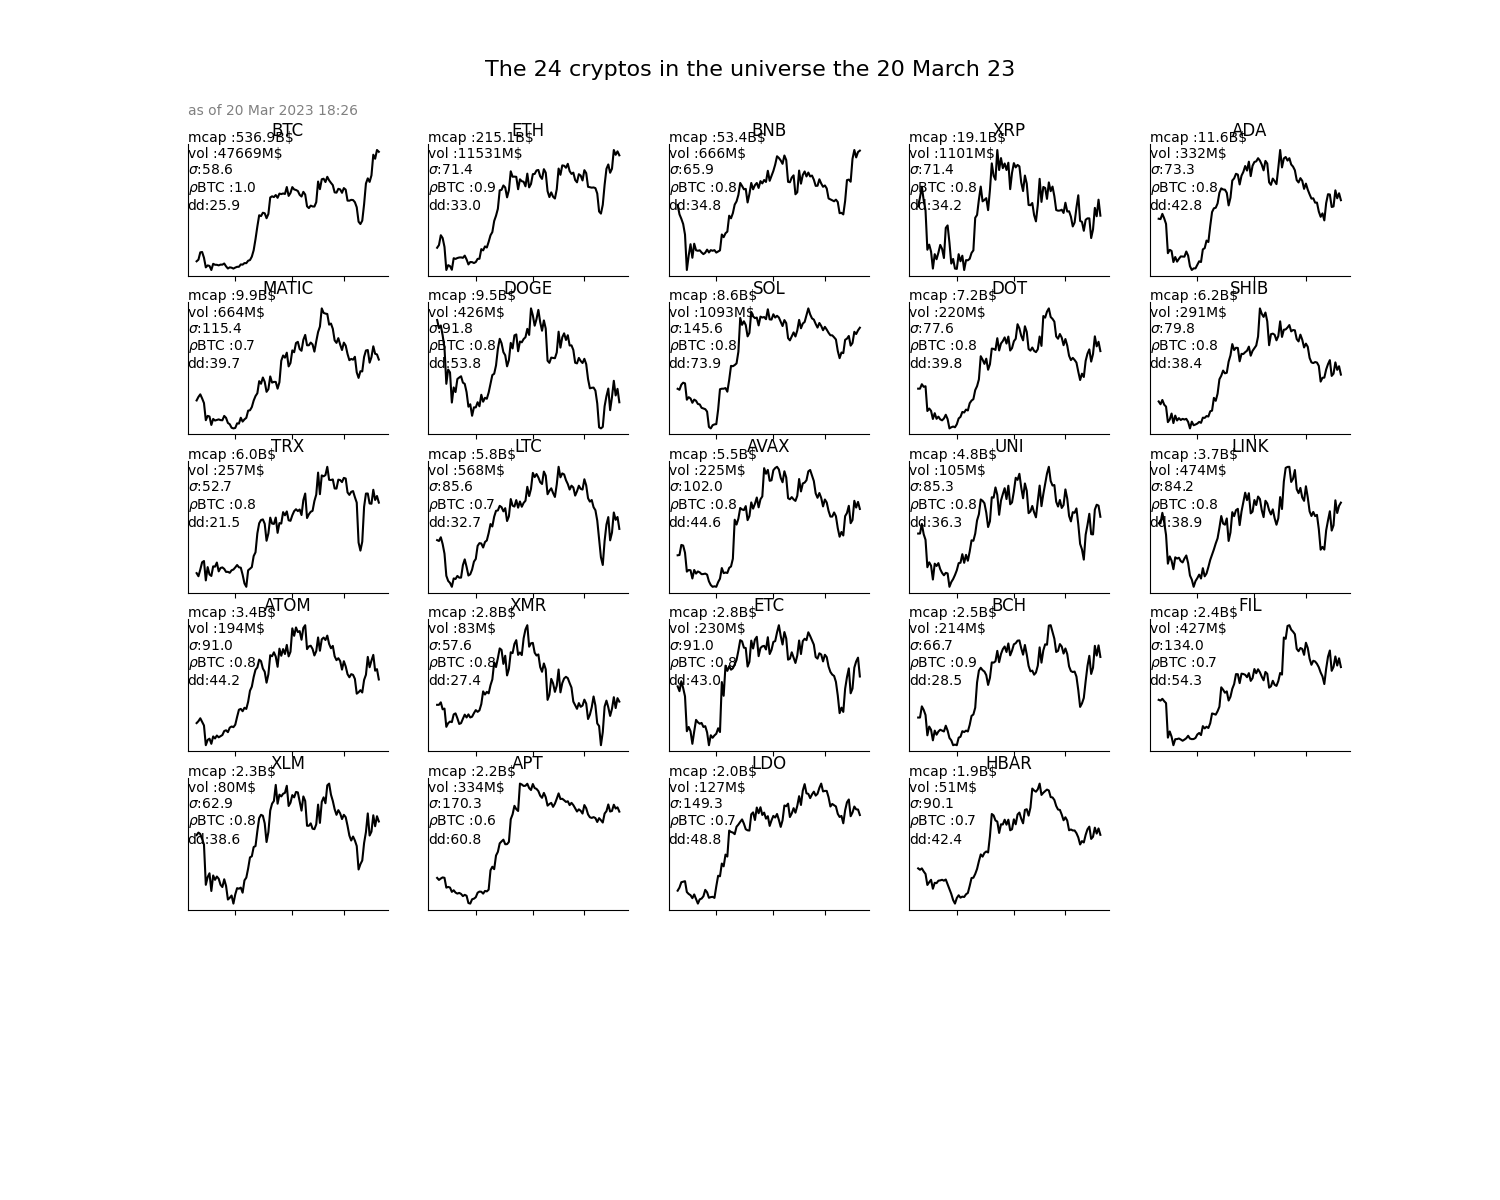 The 24 cryptos in the universe the 20 March 23
as of 20 Mar 2023 18:26
BTC
mcap :536.9B$
vol :47669M$
σ:58.6
ρBTC :1.0
dd:25.9
ETH
mcap :215.1B$
vol :11531M$
σ:71.4
ρBTC :0.9
dd:33.0
BNB
mcap :53.4B$
vol :666M$
σ:65.9
ρBTC :0.8
dd:34.8
XRP
mcap :19.1B$
vol :1101M$
σ:71.4
ρBTC :0.8
dd:34.2
ADA
mcap :11.6B$
vol :332M$
σ:73.3
ρBTC :0.8
dd:42.8
MATIC
mcap :9.9B$
vol :664M$
σ:115.4
ρBTC :0.7
dd:39.7
DOGE
mcap :9.5B$
vol :426M$
σ:91.8
ρBTC :0.8
dd:53.8
SOL
mcap :8.6B$
vol :1093M$
σ:145.6
ρBTC :0.8
dd:73.9
DOT
mcap :7.2B$
vol :220M$
σ:77.6
ρBTC :0.8
dd:39.8
SHIB
mcap :6.2B$
vol :291M$
σ:79.8
ρBTC :0.8
dd:38.4
TRX
mcap :6.0B$
vol :257M$
σ:52.7
ρBTC :0.8
dd:21.5
LTC
mcap :5.8B$
vol :568M$
σ:85.6
ρBTC :0.7
dd:32.7
AVAX
mcap :5.5B$
vol :225M$
σ:102.0
ρBTC :0.8
dd:44.6
UNI
mcap :4.8B$
vol :105M$
σ:85.3
ρBTC :0.8
dd:36.3
LINK
mcap :3.7B$
vol :474M$
σ:84.2
ρBTC :0.8
dd:38.9
ATOM
mcap :3.4B$
vol :194M$
σ:91.0
ρBTC :0.8
dd:44.2
XMR
mcap :2.8B$
vol :83M$
σ:57.6
ρBTC :0.8
dd:27.4
ETC
mcap :2.8B$
vol :230M$
σ:91.0
ρBTC :0.8
dd:43.0
BCH
mcap :2.5B$
vol :214M$
σ:66.7
ρBTC :0.9
dd:28.5
FIL
mcap :2.4B$
vol :427M$
σ:134.0
ρBTC :0.7
dd:54.3
XLM
mcap :2.3B$
vol :80M$
σ:62.9
ρBTC :0.8
dd:38.6
APT
mcap :2.2B$
vol :334M$
σ:170.3
ρBTC :0.6
dd:60.8
LDO
mcap :2.0B$
vol :127M$
σ:149.3
ρBTC :0.7
dd:48.8
HBAR
mcap :1.9B$
vol :51M$
σ:90.1
ρBTC :0.7
dd:42.4